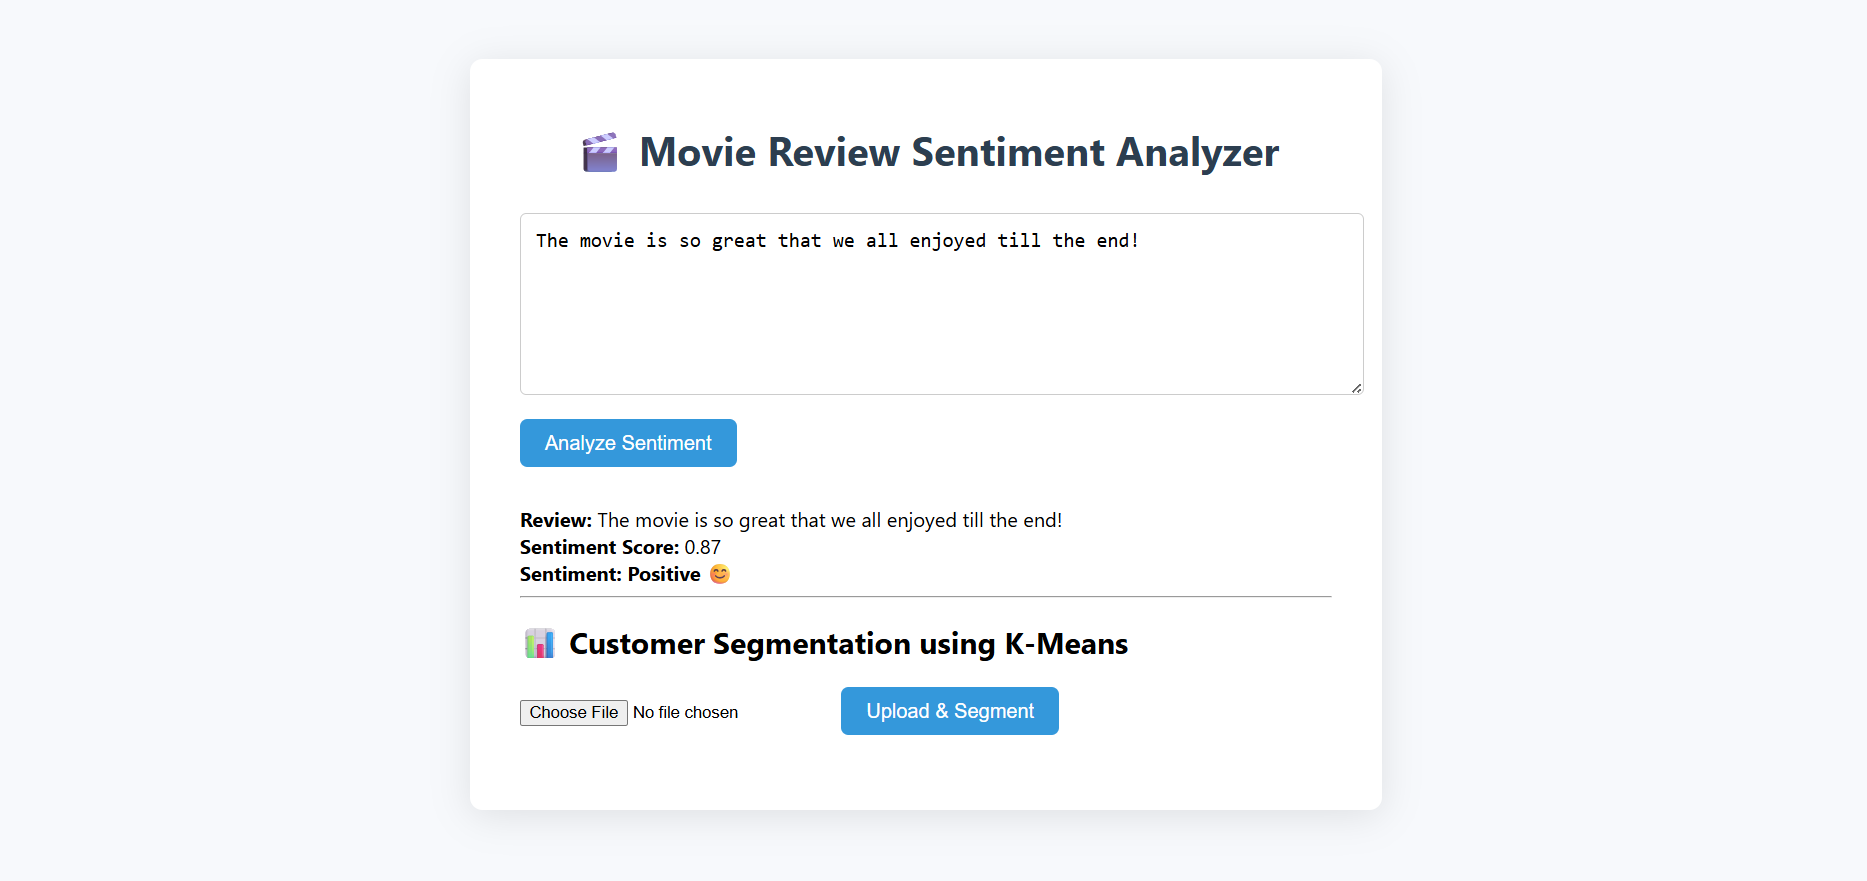 🎬 Movie Review Sentiment Analyzer
The movie is so great that we all enjoyed till the end!
Analyze Sentiment
Review: The movie is so great that we all enjoyed till the end!
Sentiment Score: 0.87
Sentiment: Positive 😊
📊 Customer Segmentation using K-Means
Choose File No file chosen Upload & Segment